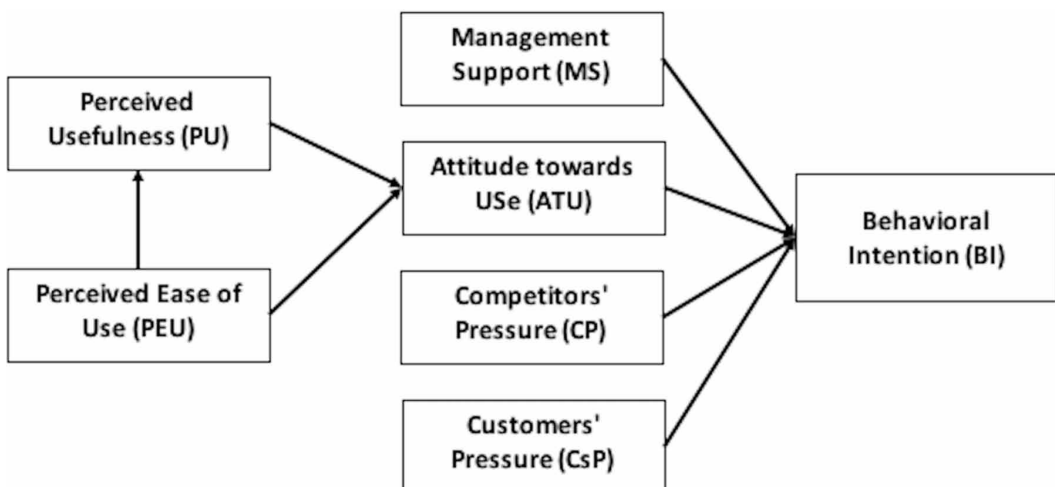 Management
Support (MS)
Perceived
Usefulness (PU)
Attitude towards
USe (ATU)
Behavioral
Intention (BI)
Perceived Ease of
Use (PEU)
Competitors'
Pressure (CP)
Customers'
Pressure (CsP)